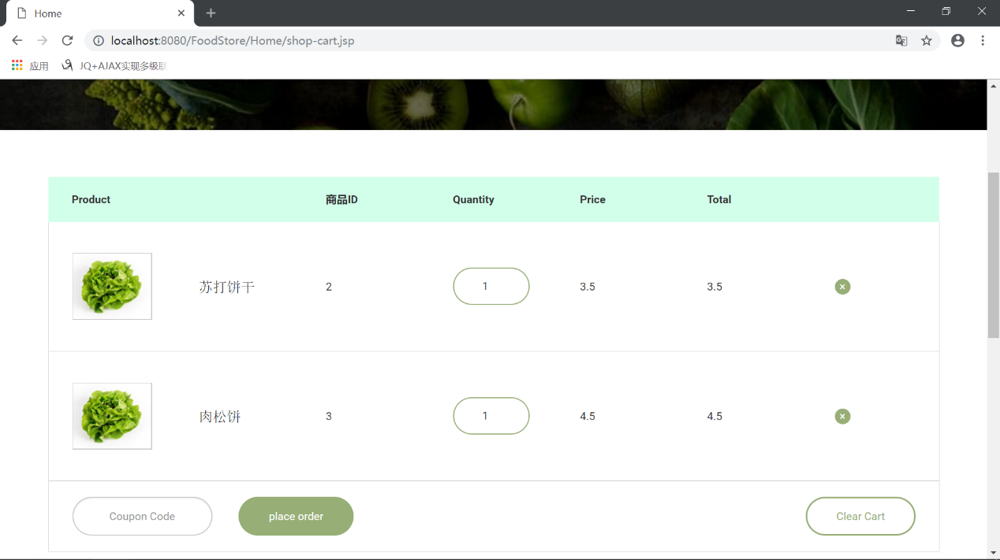 Home
localhost:8080/FoodStore/Home/shop-cart.jsp
应用 JQ+AJAX实现多级联
Product 商品ID Quantity Price Total
苏打饼干 2 1 3.5 3.5
肉松饼 3 1 4.5 4.5
Coupon Code place order Clear Cart